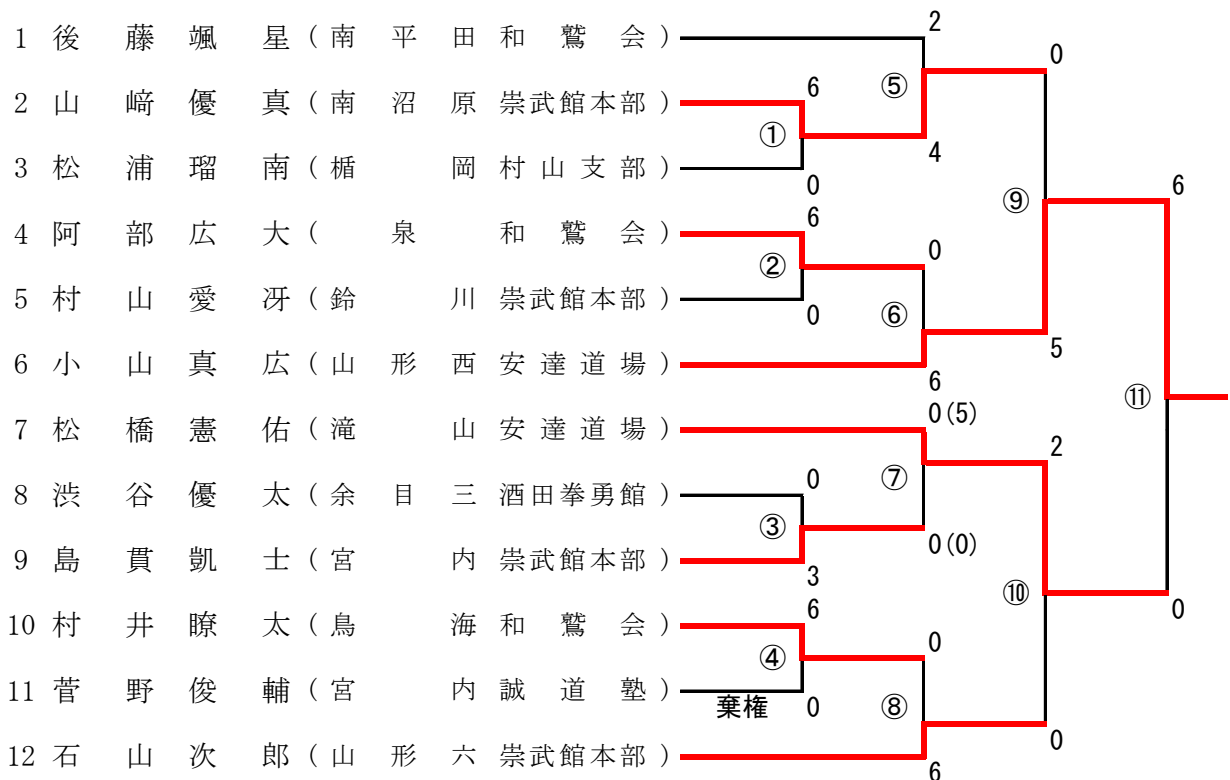 1 後藤颯星(南平田和鷲会)
2 山﨑優真(南沼原崇武館本部)
3 松浦瑠南(楯岡村山支部)
4 阿部広大(泉和鷲会)
5 村山愛冴(鈴川崇武館本部)
6 小山真広(山形西安達道場)
7 松橋憲佑(滝山安達道場)
8 渋谷優太(余目三酒田拳勇館)
9 島貫凱士(宮内崇武館本部)
10 村井瞭太(鳥海和鷲会)
11 菅野俊輔(宮内誠道塾)
12 石山次郎(山形六崇武館本部)
6
①
0
6
②
0
0
③
3
6
④
棄権 0
2
⑤
4
0
⑥
6
0(5)
⑦
0(0)
0
⑧
6
0
⑨
5
2
⑩
0
6
⑪
0